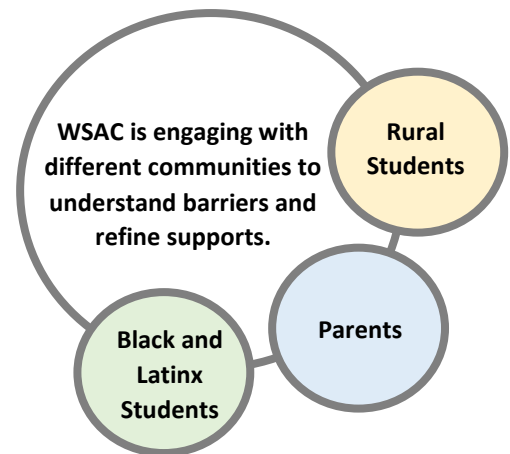 WSAC is engaging with
different communities to
understand barriers and
refine supports.
Rural
Students
Parents
Black and
Latinx
Students